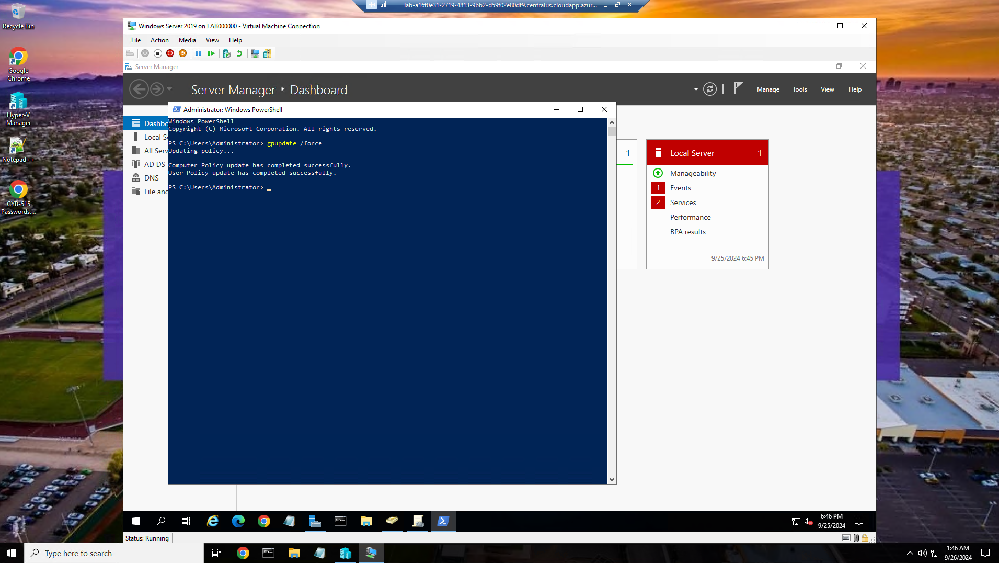 lab-a16f0e31-2719-4813-9bb2-d59f02e80df9.centralus.cloudapp.azur...
Recycle Bin
Google
Chrome
Hyper-V
Manager
Notepad++
CYB-515
Passwords....
Windows Server 2019 on LAB000000 - Virtual Machine Connection
File Action Media View Help
Server Manager
Server Manager Dashboard
Manage Tools View Help
Dashbo
Local Se
All Serv
AD DS
DNS
File and
Administrator: Windows PowerShell
Windows PowerShell
Copyright (C) Microsoft Corporation. All rights reserved.
PS C:\Users\Administrator> gpupdate /force
Updating policy...
Computer Policy update has completed successfully.
User Policy update has completed successfully.
PS C:\Users\Administrator>
1
Local Server 1
Manageability
1 Events
2 Services
Performance
BPA results
9/25/2024 6:45 PM
6:46 PM
9/25/2024
Status: Running
Type here to search
1:46 AM
9/26/2024